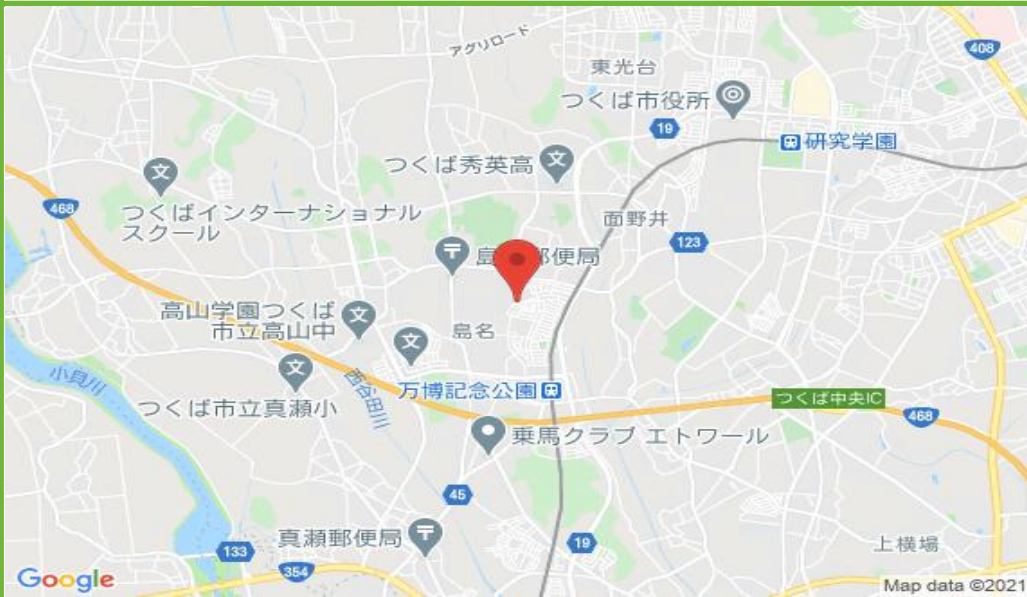 アグリロード
408
東光台
つくば市役所
19
研究学園
つくば秀英高
468
つくばインターナショナル
スクール
面野井
123
島
郵便局
高山学園つくば
市立高山中
島名
小貝川
西谷田川
万博記念公園
つくば市立真瀬小
つくば中央IC
468
乗馬クラブ エトワール
45
真瀬郵便局
133
19
上横場
354
Google
Map data ©2021